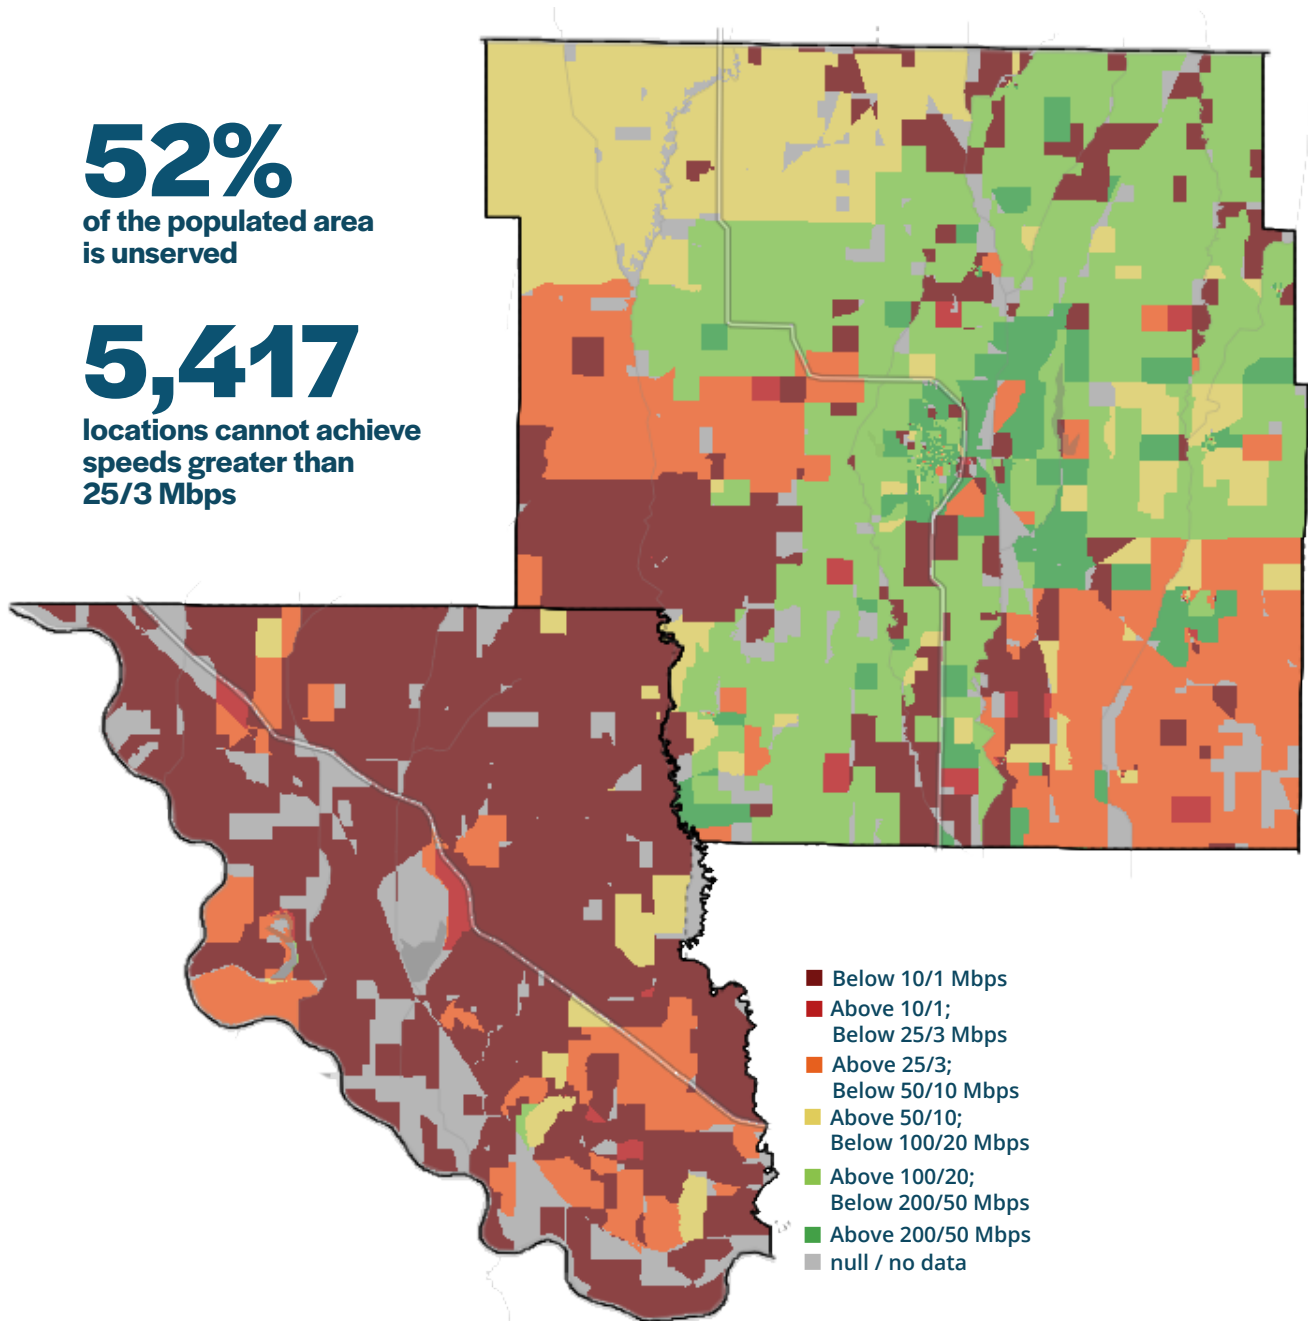 52%
of the populated area
is unserved
5,417
locations cannot achieve
speeds greater than
25/3 Mbps
Below 10/1 Mbps
Above 10/1;
Below 25/3 Mbps
Above 25/3;
Below 50/10 Mbps
Above 50/10;
Below 100/20 Mbps
Above 100/20;
Below 200/50 Mbps
Above 200/50 Mbps
null / no data